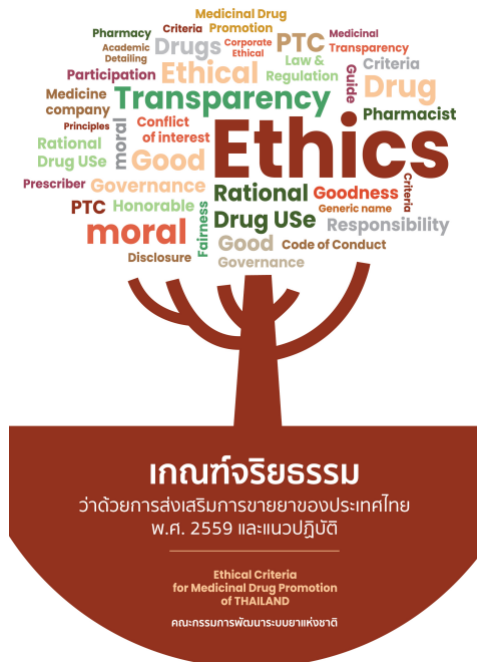 Medicinal Drug
Promotion
Pharmacy
Criteria
Academic
Detailing
Drugs
Corporate
Ethical
PTC
Medicinal
Transparency
Participation
Ethical
Law &
Regulation
Guide
Criteria
Drug
Medicine
company
Transparency
Pharmacist
Principles
moral
Conflict
of interest
Ethics
Rational
Drug USe
Good
Prescriber
Governance
Rational
Drug USe
Goodness
Criteria
PTC
Honorable
Fairness
Generic name
moral
Good
Governance
Responsibility
Code of Conduct
Disclosure
เกณฑ์จริยธรรม
ว่าด้วยการส่งเสริมการขายยาของประเทศไทย
พ.ศ. 2559 และแนวปฏิบัติ
Ethical Criteria
for Medicinal Drug Promotion
of THAILAND
คณะกรรมการพัฒนาระบบยาแห่งชาติ